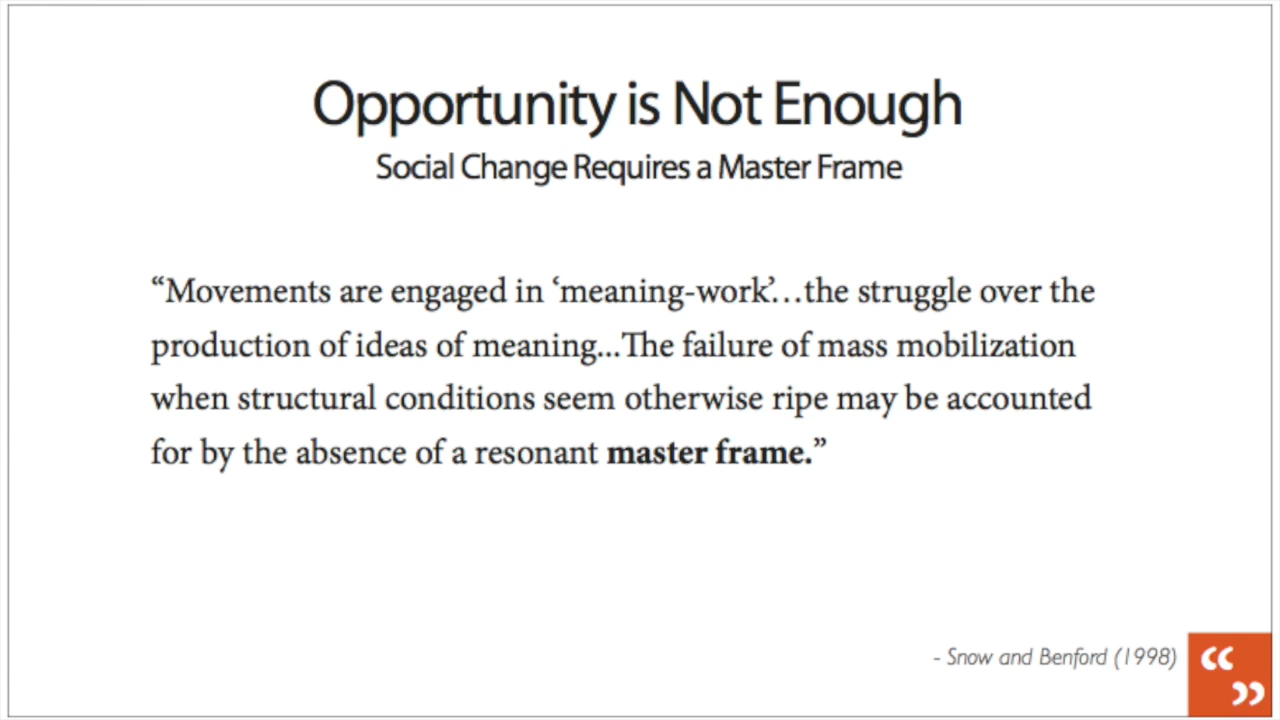 Opportunity is Not Enough
Social Change Requires a Master Frame
“Movements are engaged in ‘meaning-work’…the struggle over the
production of ideas of meaning...The failure of mass mobilization
when structural conditions seem otherwise ripe may be accounted
for by the absence of a resonant master frame.”
- Snow and Benford (1998)
“
”